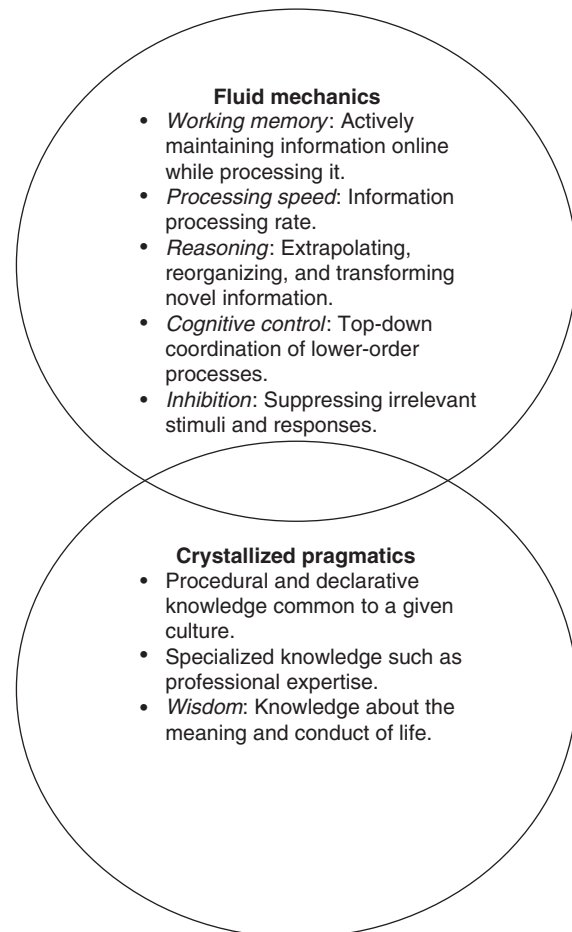 Fluid mechanics
• Working memory: Actively
maintaining information online
while processing it.
• Processing speed: Information
processing rate.
• Reasoning: Extrapolating,
reorganizing, and transforming
novel information.
• Cognitive control: Top-down
coordination of lower-order
processes.
• Inhibition: Suppressing irrelevant
stimuli and responses.
Crystallized pragmatics
• Procedural and declarative
knowledge common to a given
culture.
• Specialized knowledge such as
professional expertise.
• Wisdom: Knowledge about the
meaning and conduct of life.